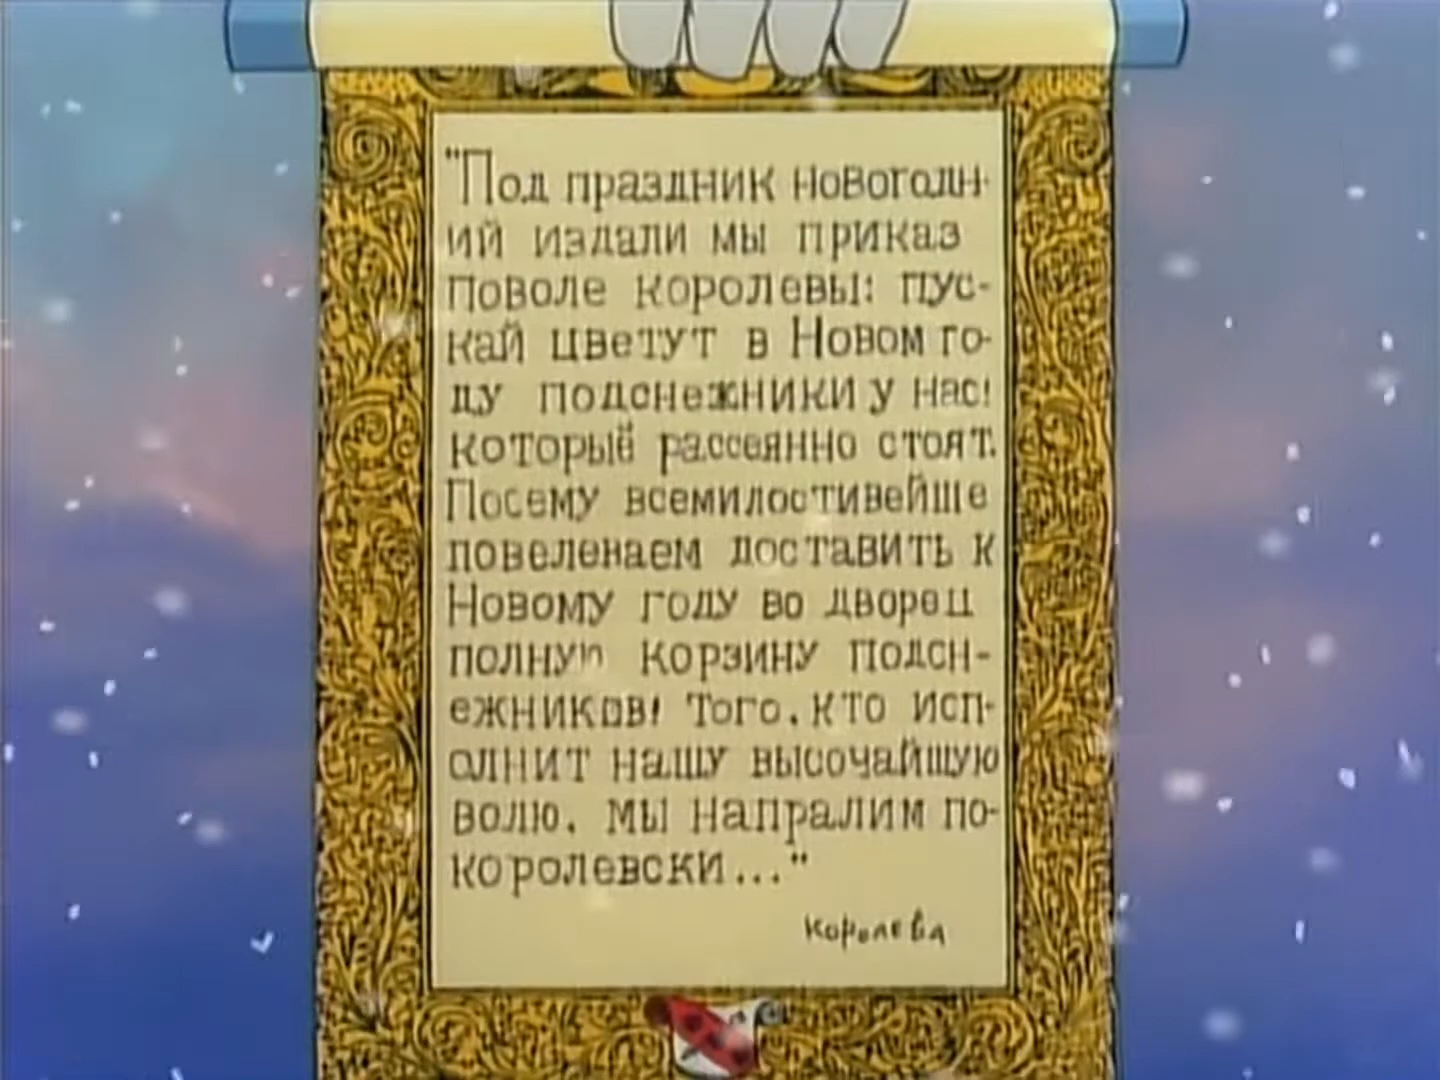 "Под праздник новогодн-
ий издали мы приказ
поволе королевы: пус-
кай цветут в Новом го-
ду подснежники у нас!
которыё рассеянно стоят.
Посему всемилостивейше
повеленаем доставить к
Новому году во дворец
полную корзину подсн-
ежников! Того, кто исп-
олнит нашу высочайшую
волю, мы напралим по-
королевски..."
Королева